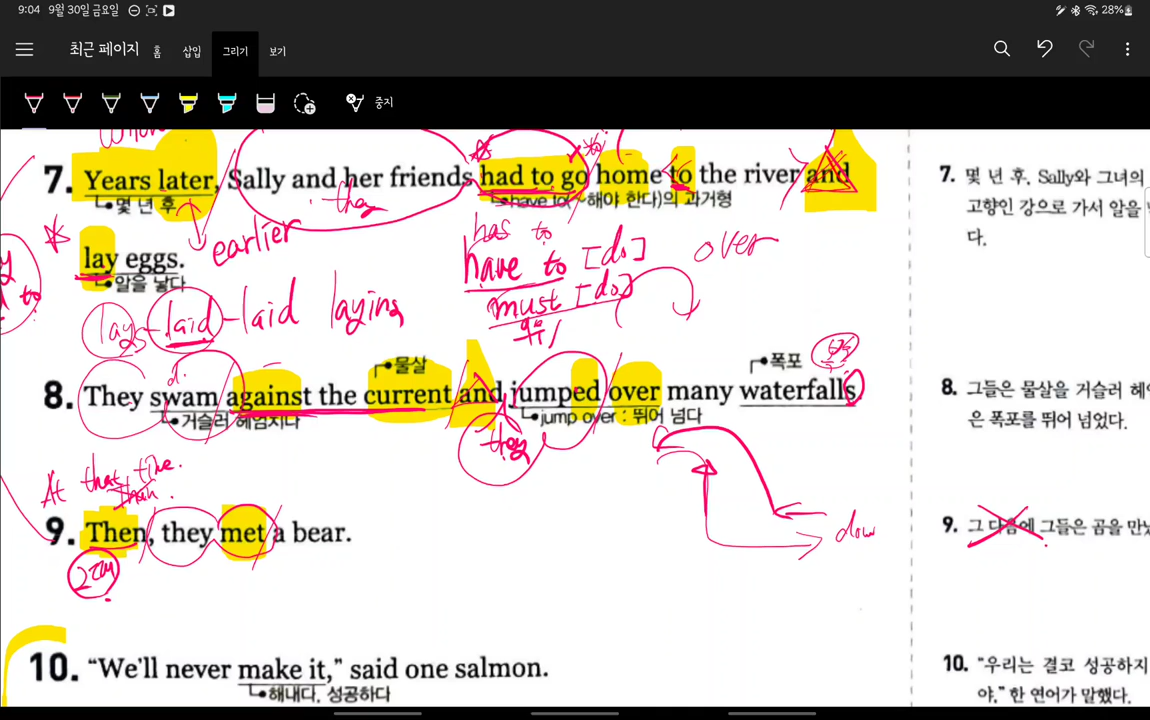 9:04 9월 30일 금요일 28%
최근 페이지 홈 삽입 그리기 보기
중지
7. Years later, Sally and her friends had to go home to the river and
몇 년 후 they have to(~해야 한다)의 과거형
earlier has to
have to [do] over
lay eggs.
알을 낳다
must [do]
lay - laid - laid laying
물살 폭포
8. They swam against the current and jumped over many waterfalls.
거슬러 헤엄치다 jump over : 뛰어 넘다
they
At that time.
down
9. Then, they met a bear.
10. “We’ll never make it,” said one salmon.
해내다, 성공하다
7. 몇 년 후, Sally와 그녀의
고향인 강으로 가서 알을
다.
8. 그들은 물살을 거슬러 헤
은 폭포를 뛰어 넘었다.
9. 그 다음에 그들은 곰을 만났
10. “우리는 결코 성공하지
야,” 한 연어가 말했다.